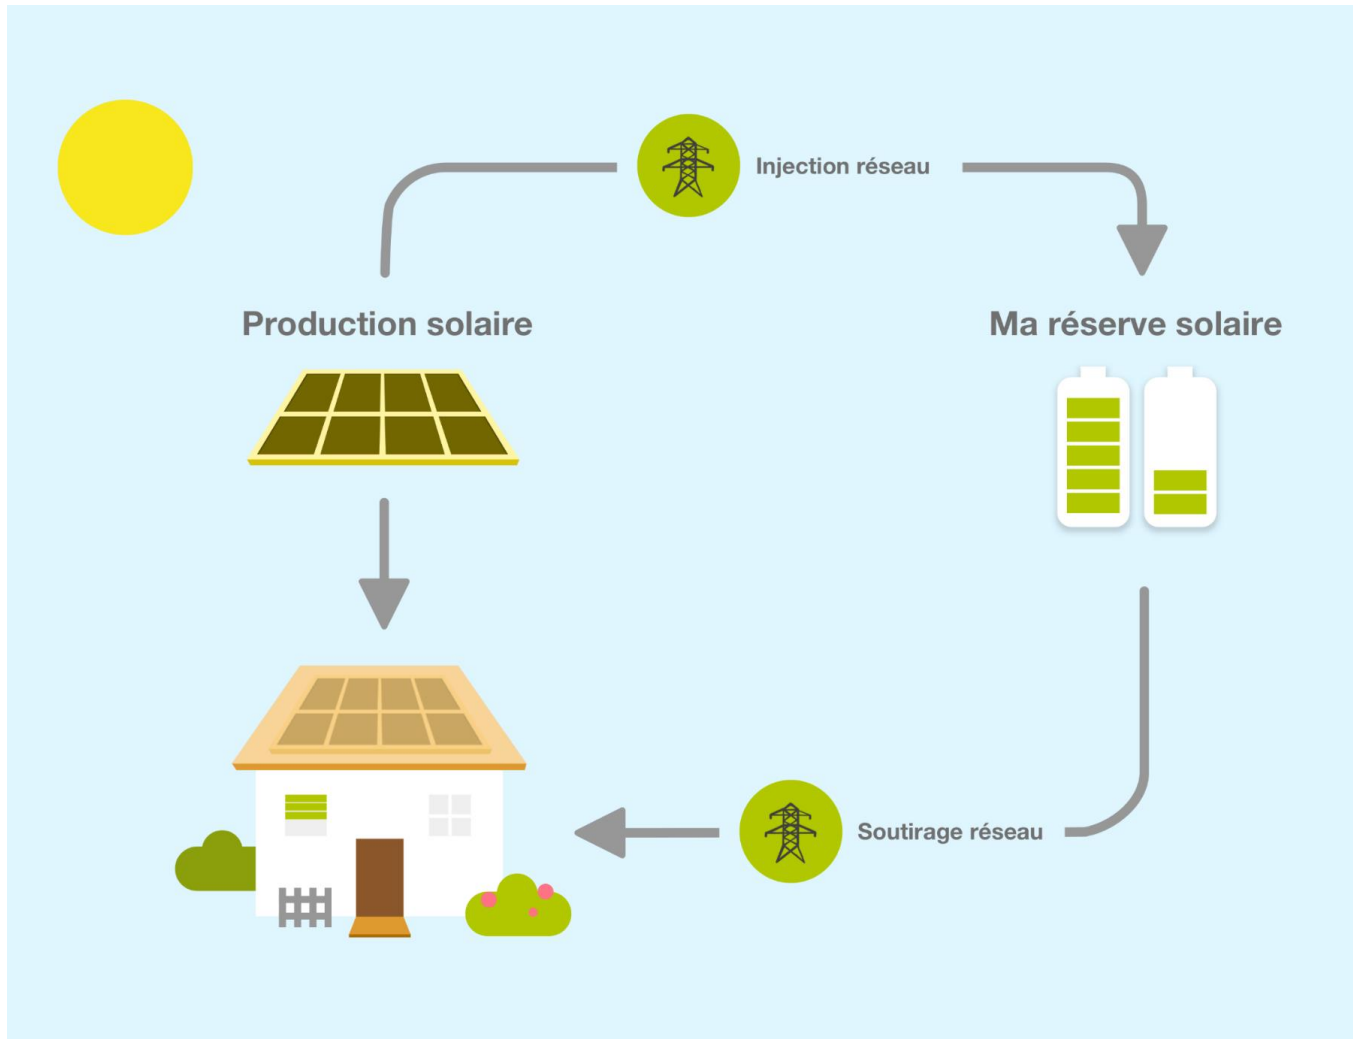 Injection réseau
Production solaire
Ma réserve solaire
Soutirage réseau